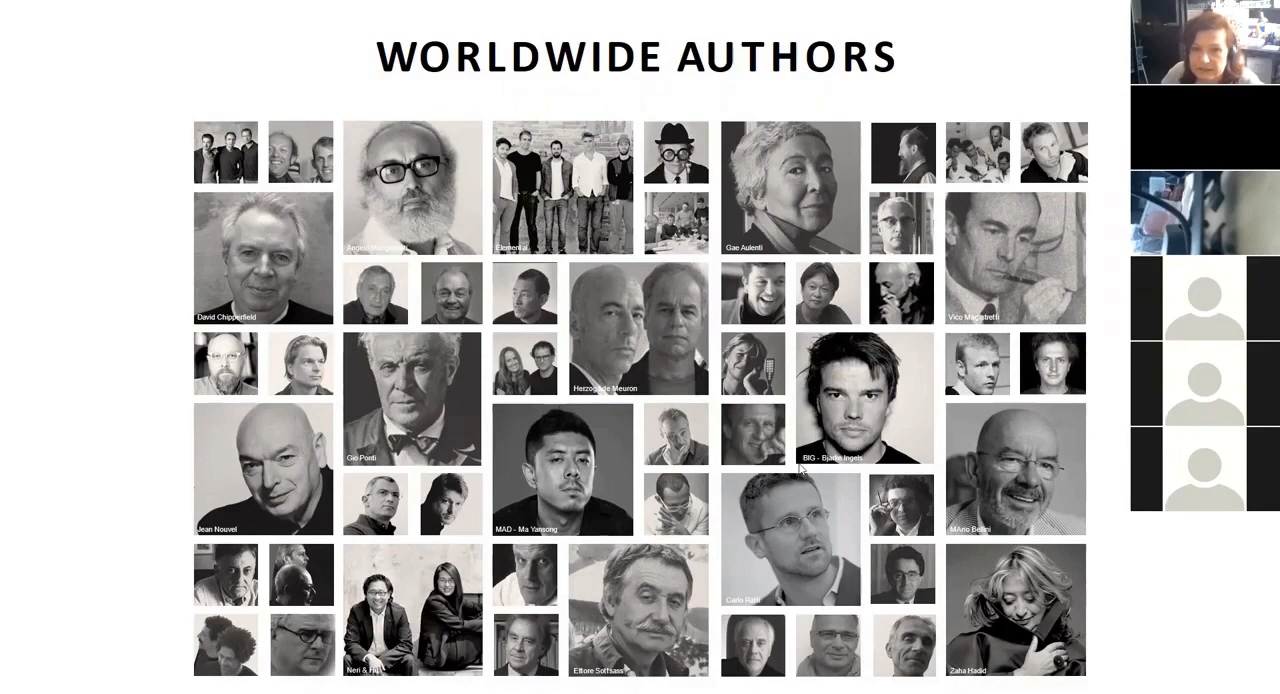 WORLDWIDE AUTHORS
Elemental
Gae Aulenti
David Chipperfield
Vico Magistretti
Herzog &de Meuron
Gio Ponti
BIG - Bjarke Ingels
Jean Nouvel
MAD - Ma Yansong
MArio Bellini
Carlo Ratti
Neri & Hu
Ettore Sottsass
Zaha Hadid